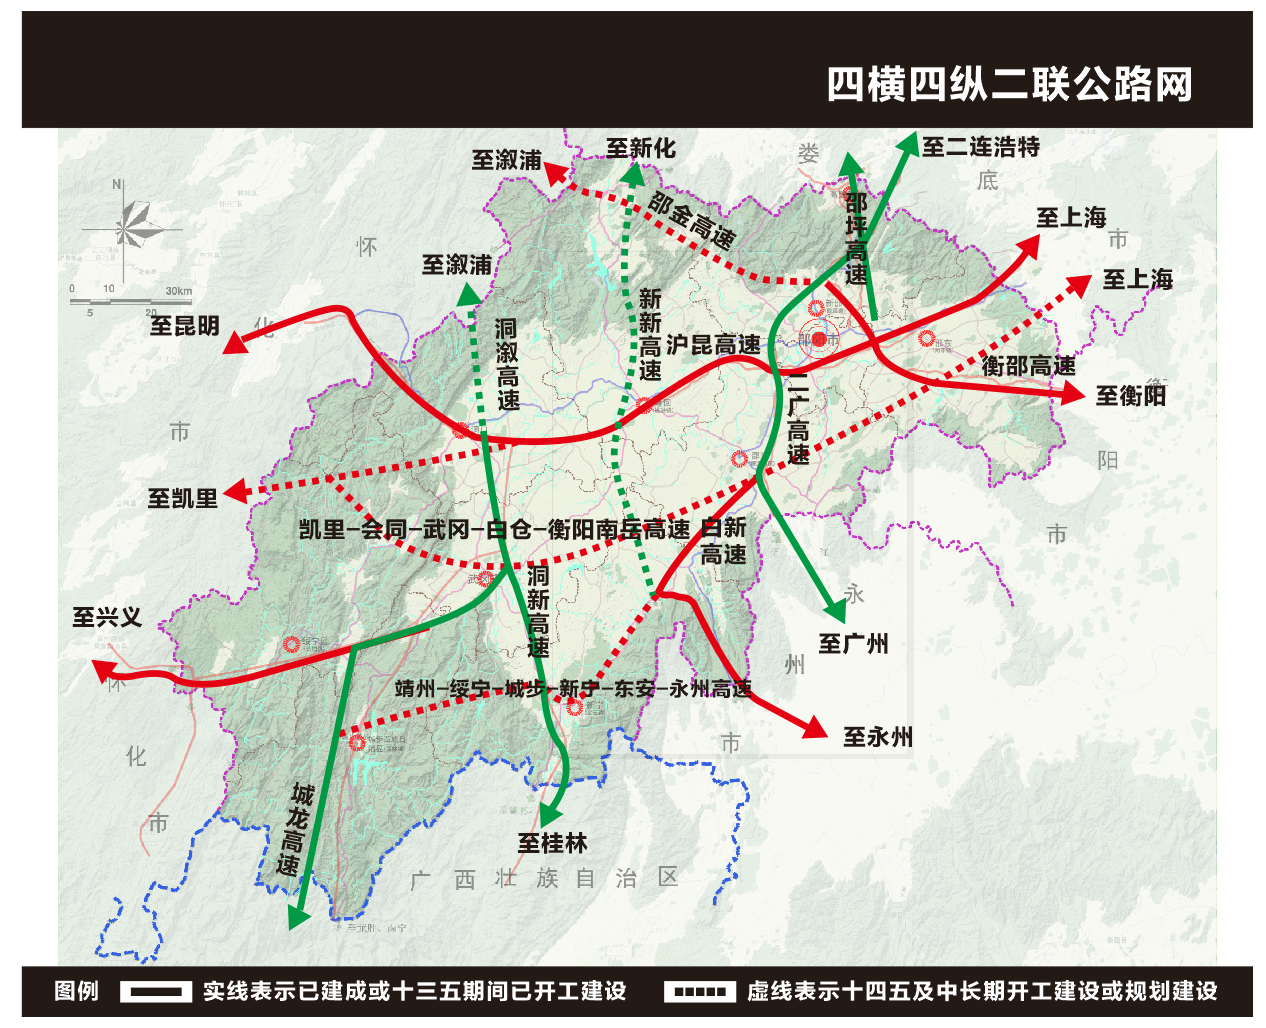 四横四纵二联公路网
至溆浦
至新化
至二连浩特
娄
底
市
N
邵金高速
邵坪高速
至上海
怀
至溆浦
至上海
0 10 30km
5 20
至昆明
化
洞溆高速
新新高速
沪昆高速
邵阳市
衡邵高速
衡
至衡阳
二广高速
市
阳
至凯里
市
凯里-会同-武冈-白仓-衡阳南岳高速
白新高速
洞新高速
至兴义
永
至广州
州
怀
靖州-绥宁-城步-新宁-东安-永州高速
至永州
市
化
市
城龙高速
至桂林
广西壮族自治区
图例
实线表示已建成或十三五期间已开工建设
虚线表示十四五及中长期开工建设或规划建设